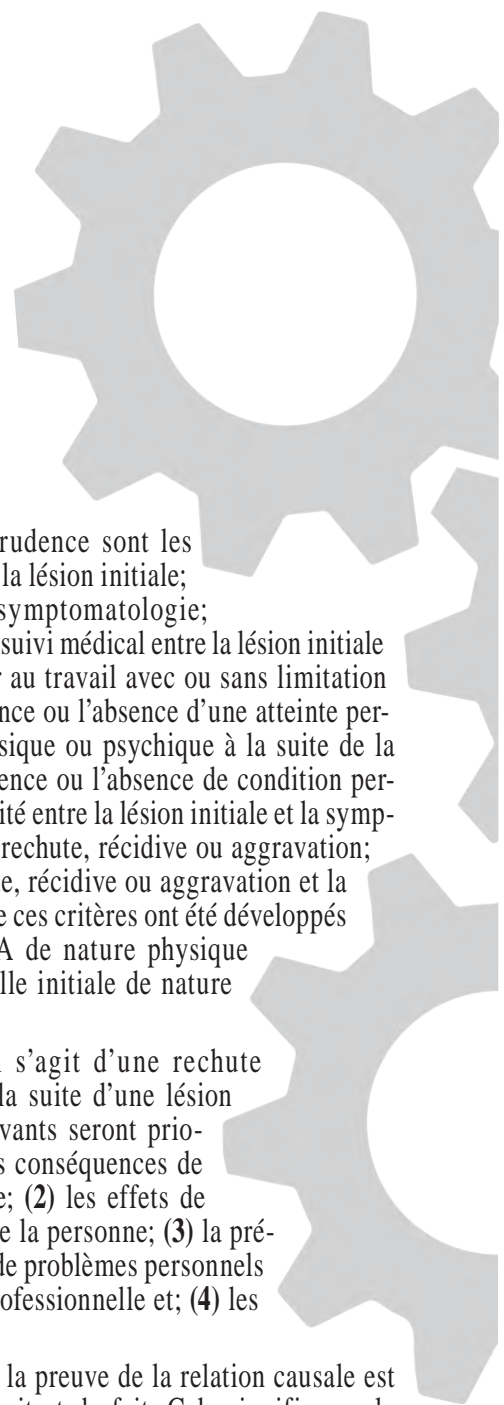 rudence sont les
la lésion initiale;
symptomatologie;
suivi médical entre la lésion initiale
r au travail avec ou sans limitation
nce ou l'absence d'une atteinte per-
sique ou psychique à la suite de la
ence ou l'absence de condition per-
ité entre la lésion initiale et la symp-
rechute, récidive ou aggravation;
e, récidive ou aggravation et la
e ces critères ont été développés
A de nature physique
lle initiale de nature
s'agit d'une rechute
la suite d'une lésion
vants seront prio-
s conséquences de
e; (2) les effets de
e la personne; (3) la pré-
de problèmes personnels
ofessionnelle et; (4) les
la preuve de la relation causale est